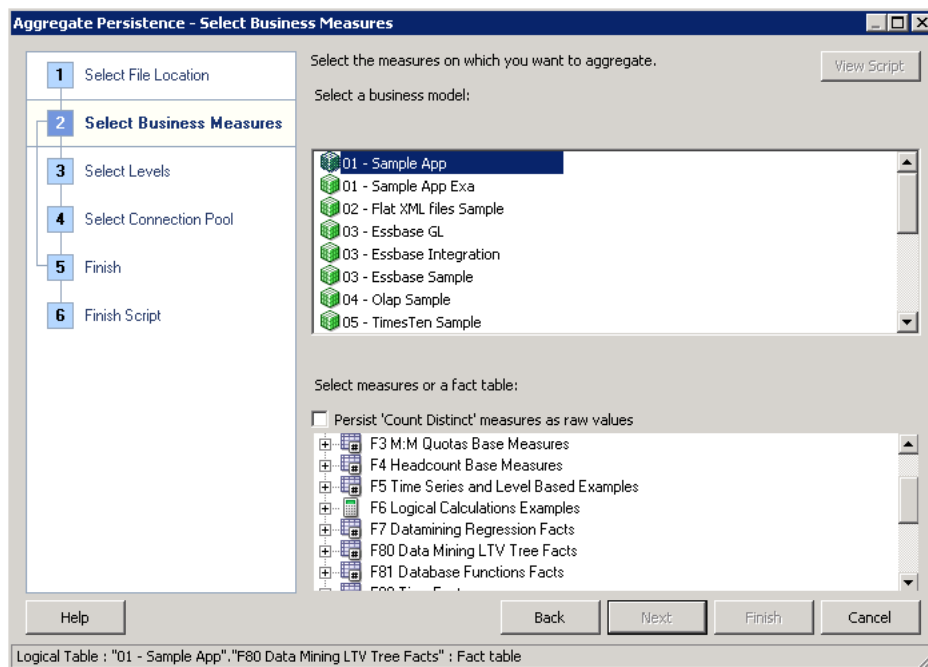 Aggregate Persistence - Select Business Measures
1 Select File Location
2 Select Business Measures
3 Select Levels
4 Select Connection Pool
5 Finish
6 Finish Script
Select the measures on which you want to aggregate.
View Script
Select a business model:
01 - Sample App
01 - Sample App Exa
02 - Flat XML files Sample
03 - Essbase GL
03 - Essbase Integration
03 - Essbase Sample
04 - Olap Sample
05 - TimesTen Sample
Select measures or a fact table:
Persist 'Count Distinct' measures as raw values
F3 M:M Quotas Base Measures
F4 Headcount Base Measures
F5 Time Series and Level Based Examples
F6 Logical Calculations Examples
F7 Datamining Regression Facts
F80 Data Mining LTV Tree Facts
F81 Database Functions Facts
Help
Back
Next
Finish
Cancel
Logical Table : "01 - Sample App"."F80 Data Mining LTV Tree Facts" : Fact table